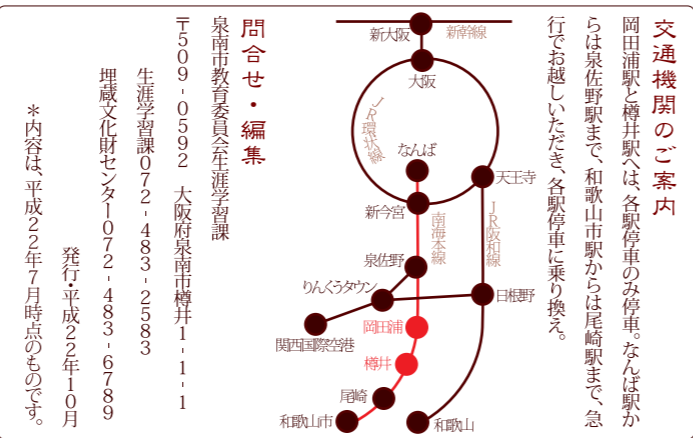 交通機関のご案内
岡田浦駅と樽井駅へは、各駅停車のみ停車。なんば駅か
らは泉佐野駅まで、和歌山市駅からは尾崎駅まで、急
行でお越しいただき、各駅停車に乗り換え。
新大阪
新幹線
大阪
JR環状線
なんば
天王寺
新今宮
南海本線
JR阪和線
泉佐野
りんくうタウン
日根野
関西国際空港
岡田浦
樽井
尾崎
和歌山市
和歌山
問合せ・編集
泉南市教育委員会生涯学習課
〒509-0592 大阪府泉南市樽井1-1-1
生涯学習課072-483-2583
埋蔵文化財センター072-483-6789
発行・平成22年10月
＊内容は、平成22年7月時点のものです。